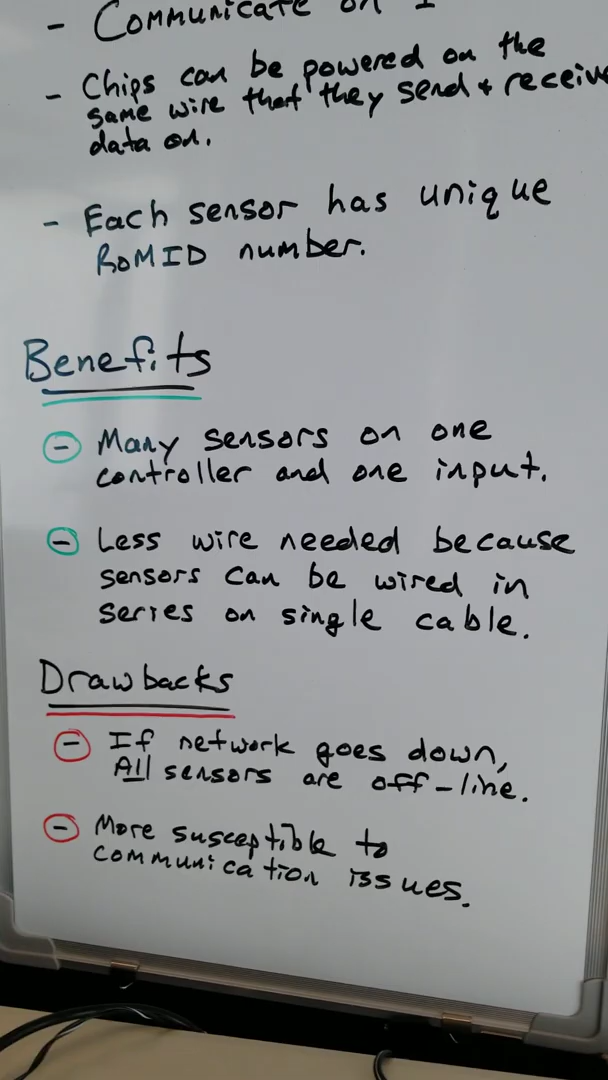 - Communicate on 1
- Chips can be powered on the
same wire that they send + receive
data on.
- Each sensor has unique
ROMID number.
Benefits
- Many sensors on one
controller and one input.
- Less wire needed because
sensors can be wired in
series on single cable.
Drawbacks
- If network goes down,
All sensors are off-line.
- More susceptible to
communication issues.